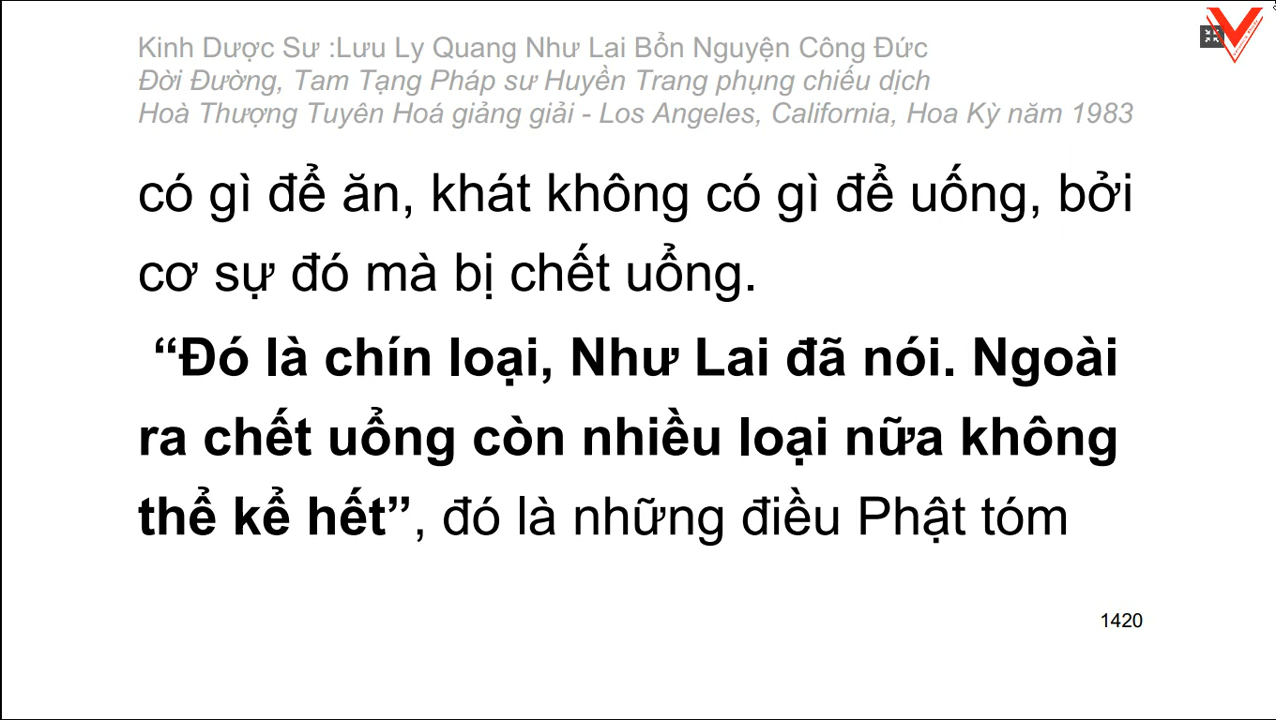 Kinh Dược Sư :Lưu Ly Quang Như Lai Bổn Nguyện Công Đức
Đời Đường, Tam Tạng Pháp sư Huyền Trang phụng chiếu dịch
Hoà Thượng Tuyên Hoá giảng giải - Los Angeles, California, Hoa Kỳ năm 1983
có gì để ăn, khát không có gì để uống, bởi
cơ sự đó mà bị chết uổng.
“Đó là chín loại, Như Lai đã nói. Ngoài
ra chết uổng còn nhiều loại nữa không
thể kể hết”, đó là những điều Phật tóm
1420